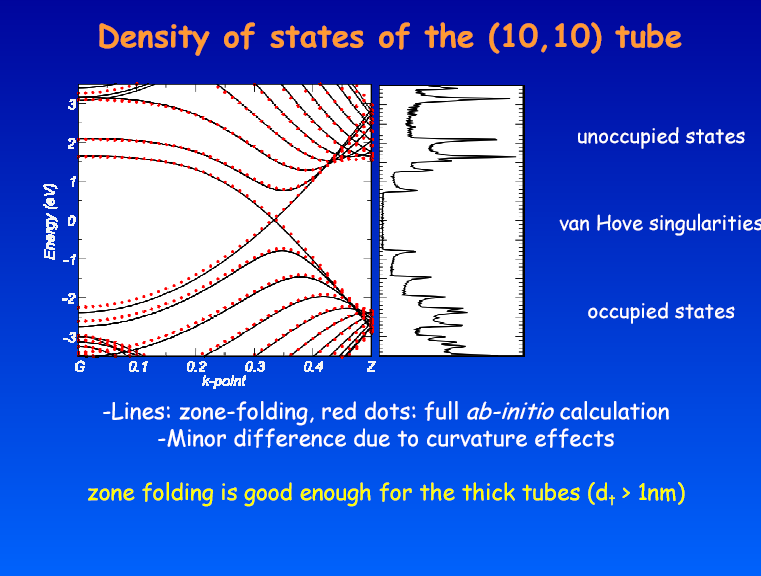 Density of states of the (10,10) tube
3
2
1
0
-1
-2
-3
Energy (eV)
G 0.1 0.2 0.3 0.4 Z
k-point
unoccupied states
van Hove singularities
occupied states
-Lines: zone-folding, red dots: full ab-initio calculation
-Minor difference due to curvature effects
zone folding is good enough for the thick tubes (dt > 1nm)